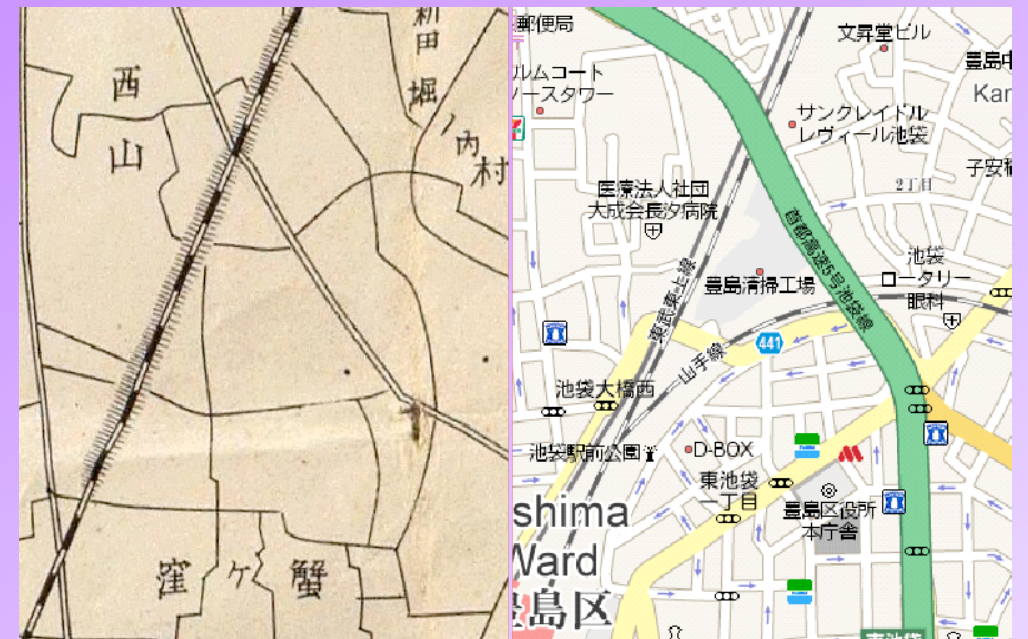 西
山
新田
堀ノ内村
窪ヶ蟹
郵便局
ルムコート
ノースタワー
医療法人社団
大成会長汐病院
文昇堂ビル
豊島中
Kar
サンクレイドル
レヴィール池袋
子安稲
2丁目
首都高速5号池袋線
豊島清掃工場
池袋
ロータリー
眼科
東武東上線
山手線
441
池袋大橋西
池袋駅前公園
D-BOX
東池袋
一丁目
豊島区役所
本庁舎
shima
Ward
豊島区
東池袋